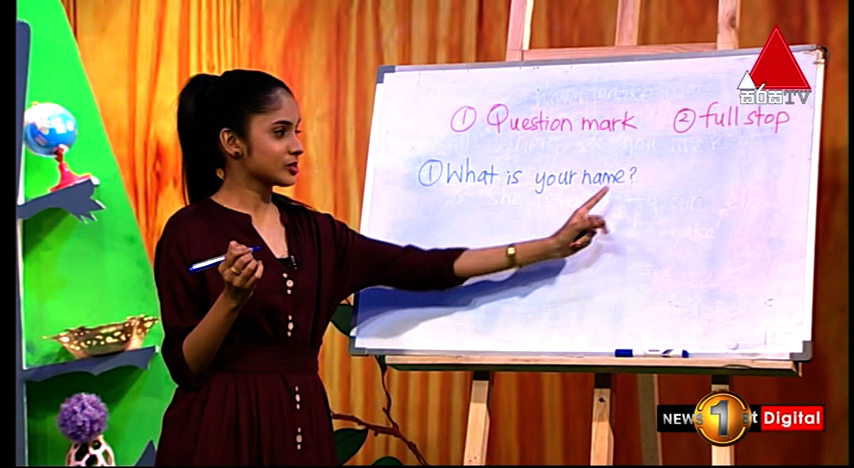 සිරස TV
① Question mark ② full stop
① What is your name?
NEWS 1st Digital